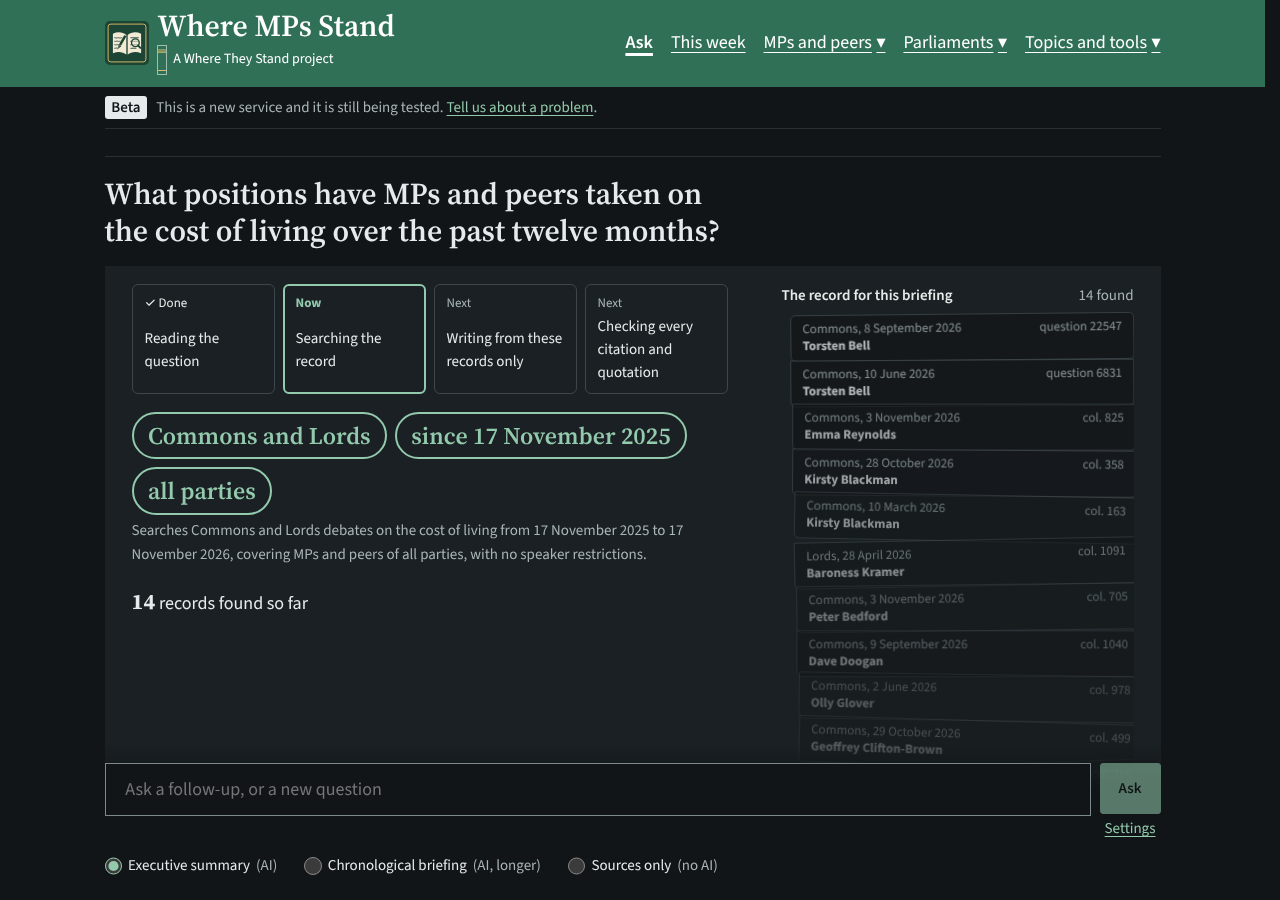 Where MPs Stand
A Where They Stand project
Ask
This week
MPs and peers ▾
Parliaments ▾
Topics and tools ▾
Beta
This is a new service and it is still being tested. Tell us about a problem.
What positions have MPs and peers taken on
the cost of living over the past twelve months?
✓ Done
Reading the
question
Now
Searching the
record
Next
Writing from these
records only
Next
Checking every
citation and
quotation
Commons and Lords
since 17 November 2025
all parties
Searches Commons and Lords debates on the cost of living from 17 November 2025 to 17
November 2026, covering MPs and peers of all parties, with no speaker restrictions.
14 records found so far
The record for this briefing
14 found
Commons, 8 September 2026
question 22547
Torsten Bell
Commons, 10 June 2026
question 6831
Torsten Bell
Commons, 3 November 2026
col. 825
Emma Reynolds
Commons, 28 October 2026
col. 358
Kirsty Blackman
Commons, 10 March 2026
col. 163
Kirsty Blackman
Lords, 28 April 2026
col. 1091
Baroness Kramer
Commons, 3 November 2026
col. 705
Peter Bedford
Commons, 9 September 2026
col. 1040
Dave Doogan
Commons, 2 June 2026
col. 978
Olly Glover
Commons, 29 October 2026
col. 499
Geoffrey Clifton-Brown
Ask a follow-up, or a new question
Ask
Settings
Executive summary (AI)
Chronological briefing (AI, longer)
Sources only (no AI)